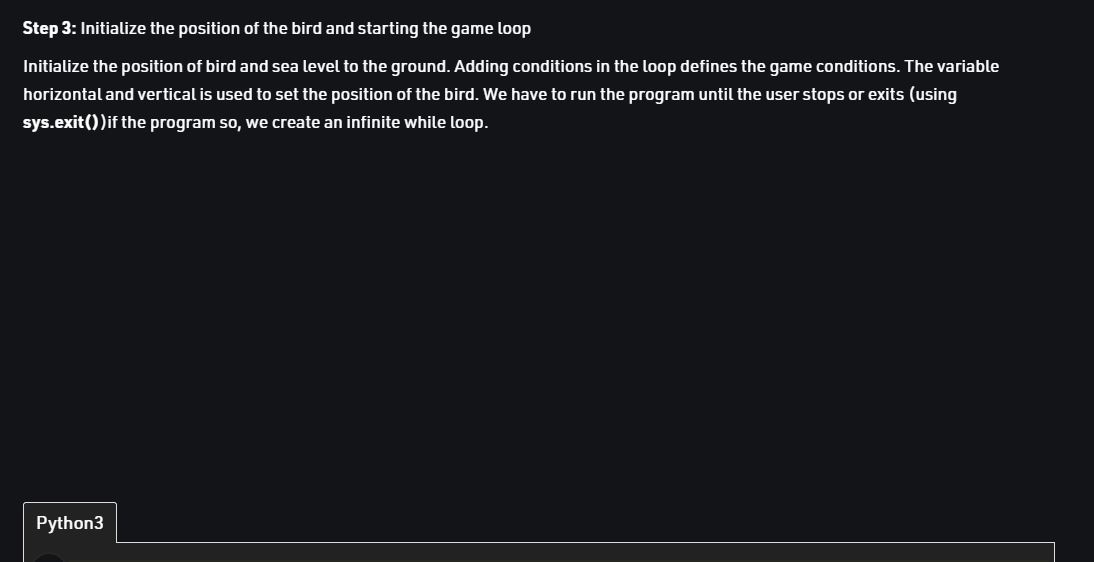 Step 3: Initialize the position of the bird and starting the game loop
Initialize the position of bird and sea level to the ground. Adding conditions in the loop defines the game conditions. The variable
horizontal and vertical is used to set the position of the bird. We have to run the program until the user stops or exits (using
sys.exit())if the program so, we create an infinite while loop.
Python3